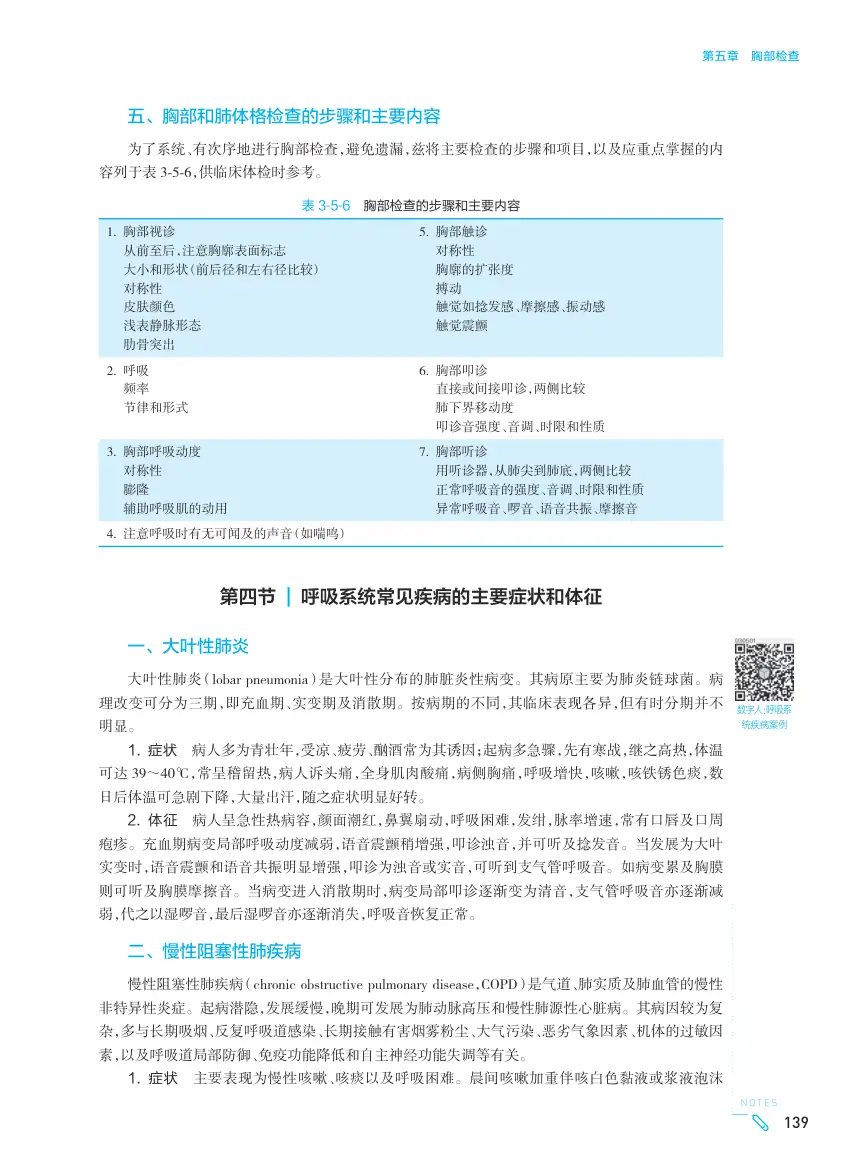 第五章 胸部检查
五、胸部和肺体格检查的步骤和主要内容
为了系统、有次序地进行胸部检查,避免遗漏,兹将主要检查的步骤和项目,以及应重点掌握的内
容列于表 3-5-6,供临床体检时参考。
表 3-5-6 胸部检查的步骤和主要内容
1. 胸部视诊
从前至后,注意胸廓表面标志
大小和形状(前后径和左右径比较)
对称性
皮肤颜色
浅表静脉形态
肋骨突出
5. 胸部触诊
对称性
胸廓的扩张度
搏动
触觉如捻发感、摩擦感、振动感
触觉震颤
2. 呼吸
频率
节律和形式
6. 胸部叩诊
直接或间接叩诊,两侧比较
肺下界移动度
叩诊音强度、音调、时限和性质
3. 胸部呼吸动度
对称性
膨隆
辅助呼吸肌的动用
7. 胸部听诊
用听诊器,从肺尖到肺底,两侧比较
正常呼吸音的强度、音调、时限和性质
异常呼吸音、啰音、语音共振、摩擦音
4. 注意呼吸时有无可闻及的声音(如喘鸣)
第四节 | 呼吸系统常见疾病的主要症状和体征
一、大叶性肺炎
大叶性肺炎(lobar pneumonia)是大叶性分布的肺脏炎性病变。其病原主要为肺炎链球菌。病
理改变可分为三期,即充血期、实变期及消散期。按病期的不同,其临床表现各异,但有时分期并不
明显。
030501
数字人:呼吸系
统疾病案例
1. 症状 病人多为青壮年,受凉、疲劳、酗酒常为其诱因;起病多急骤,先有寒战,继之高热,体温
可达 39～40℃,常呈稽留热,病人诉头痛,全身肌肉酸痛,病侧胸痛,呼吸增快,咳嗽,咳铁锈色痰,数
日后体温可急剧下降,大量出汗,随之症状明显好转。
2. 体征 病人呈急性热病容,颜面潮红,鼻翼扇动,呼吸困难,发绀,脉率增速,常有口唇及口周
疱疹。充血期病变局部呼吸动度减弱,语音震颤稍增强,叩诊浊音,并可听及捻发音。当发展为大叶
实变时,语音震颤和语音共振明显增强,叩诊为浊音或实音,可听到支气管呼吸音。如病变累及胸膜
则可听及胸膜摩擦音。当病变进入消散期时,病变局部叩诊逐渐变为清音,支气管呼吸音亦逐渐减
弱,代之以湿啰音,最后湿啰音亦逐渐消失,呼吸音恢复正常。
二、慢性阻塞性肺疾病
慢性阻塞性肺疾病(chronic obstructive pulmonary disease,COPD)是气道、肺实质及肺血管的慢性
非特异性炎症。起病潜隐,发展缓慢,晚期可发展为肺动脉高压和慢性肺源性心脏病。其病因较为复
杂,多与长期吸烟、反复呼吸道感染、长期接触有害烟雾粉尘、大气污染、恶劣气象因素、机体的过敏因
素,以及呼吸道局部防御、免疫功能降低和自主神经功能失调等有关。
1. 症状 主要表现为慢性咳嗽、咳痰以及呼吸困难。晨间咳嗽加重伴咳白色黏液或浆液泡沫
NOTES
139